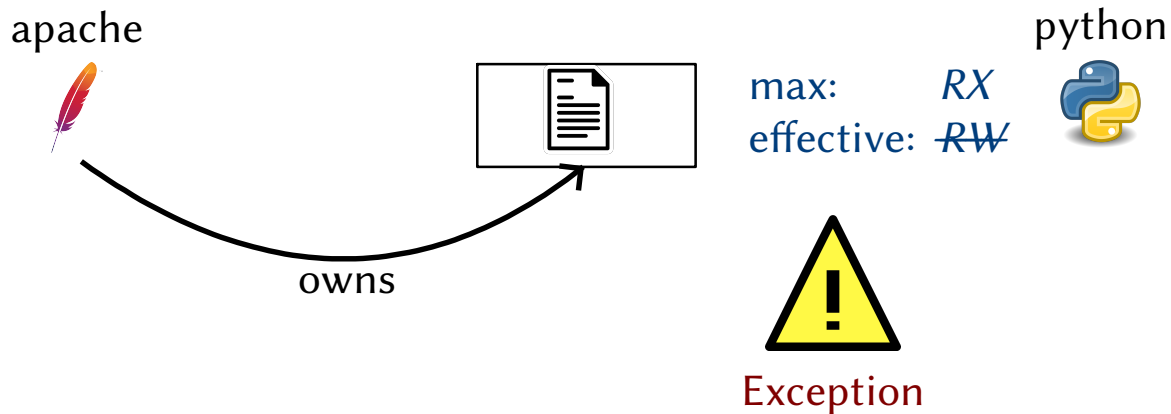 apache
python
max: RX
effective: RW
owns
!
Exception